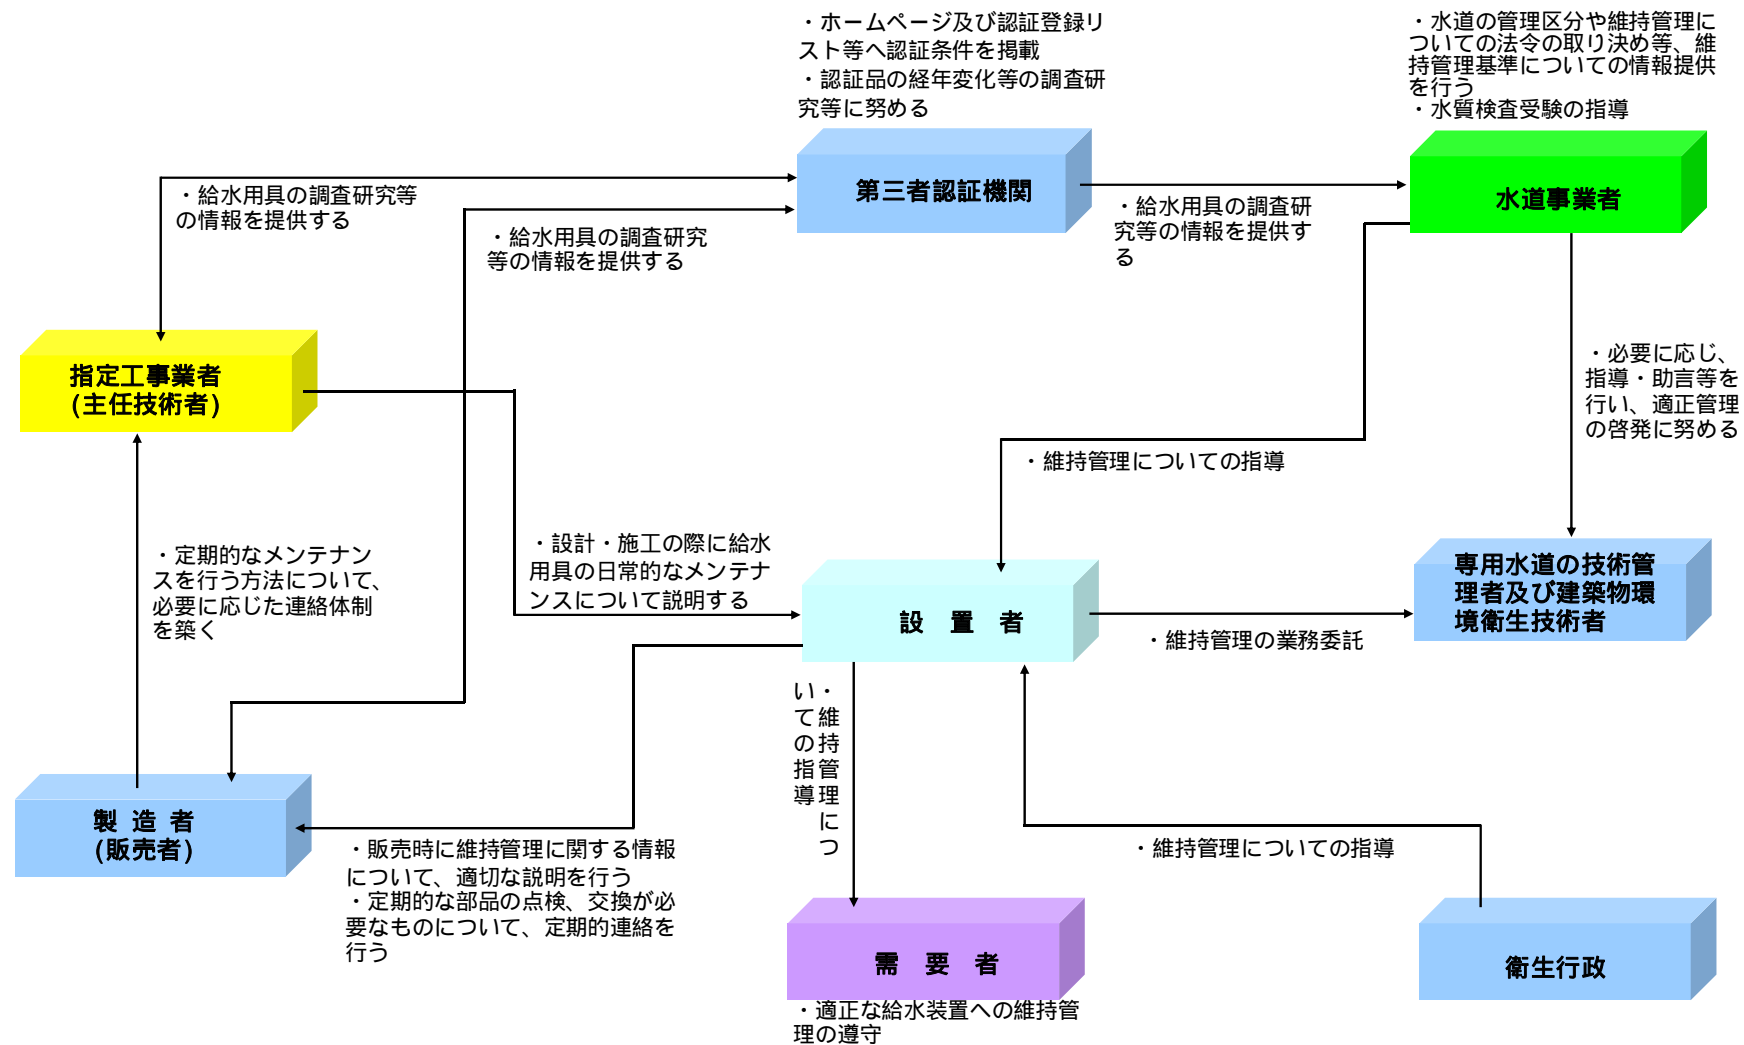 ・ホームページ及び認証登録リ
スト等へ認証条件を掲載
・認証品の経年変化等の調査研
究等に努める
・水道の管理区分や維持管理に
ついての法令の取り決め等、維
持管理基準についての情報提供
を行う
・水質検査受験の指導
第三者認証機関
水道事業者
・給水用具の調査研究等
の情報を提供する
・給水用具の調査研究
等の情報を提供する
・給水用具の調査研
究等の情報を提供す
る
指定工事業者
(主任技術者)
・必要に応じ、
指導・助言等を
行い、適正管理
の啓発に努める
・維持管理についての指導
・定期的なメンテナン
スを行う方法について、
必要に応じた連絡体制
を築く
・設計・施工の際に給水
用具の日常的なメンテナ
ンスについて説明する
設　置　者
専用水道の技術管
理者及び建築物環
境衛生技術者
・維持管理の業務委託
・維持管理につ
いての指導
製 造 者
(販売者)
・販売時に維持管理に関する情報
について、適切な説明を行う
・定期的な部品の点検、交換が必
要なものについて、定期的連絡を
行う
・維持管理についての指導
需　要　者
・適正な給水装置への維持管
理の遵守
衛生行政